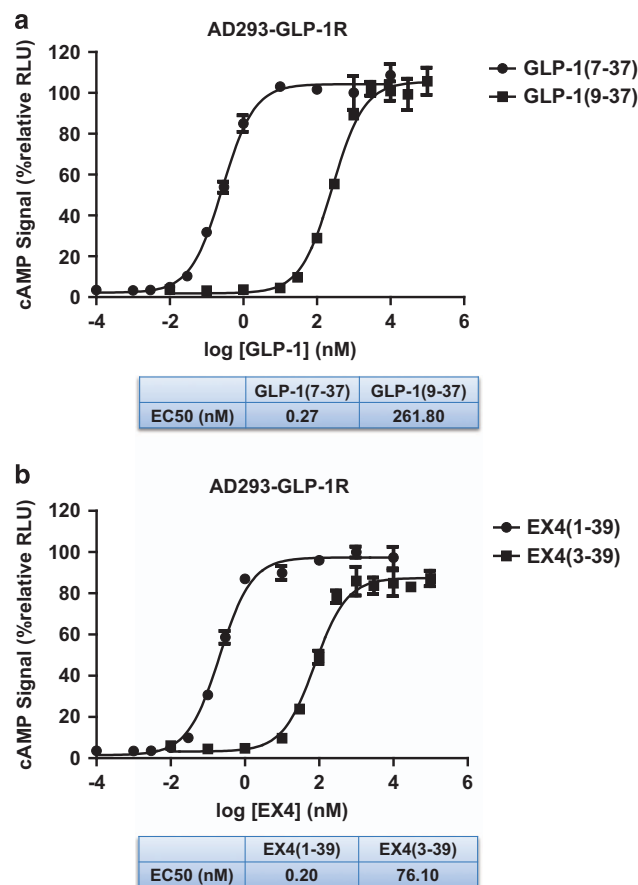 a
AD293-GLP-1R
cAMP Signal (%relative RLU)
120
100
80
60
40
20
0
-4 -2 0 2 4 6
log [GLP-1] (nM)
GLP-1(7-37)
GLP-1(9-37)
GLP-1(7-37) GLP-1(9-37)
EC50 (nM) 0.27 261.80
b
AD293-GLP-1R
cAMP Signal (%relative RLU)
120
100
80
60
40
20
0
-4 -2 0 2 4 6
log [EX4] (nM)
EX4(1-39)
EX4(3-39)
EX4(1-39) EX4(3-39)
EC50 (nM) 0.20 76.10